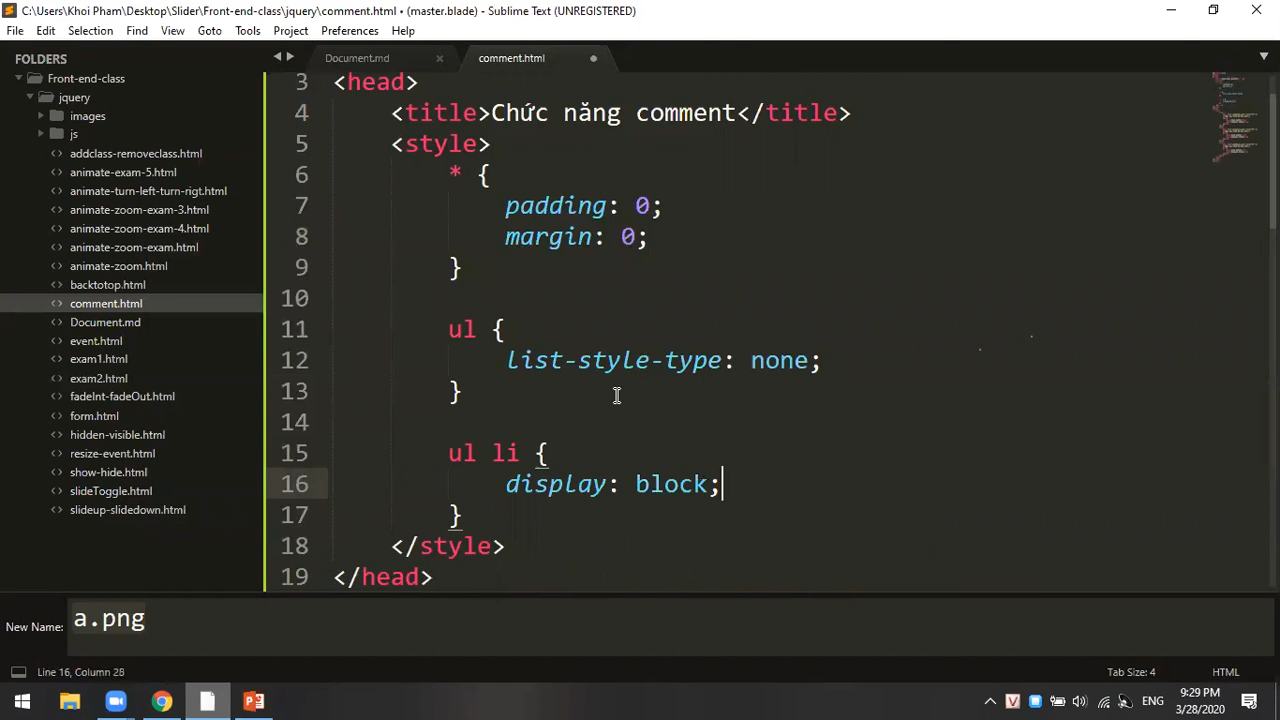 C:\Users\Khoi Pham\Desktop\Slider\Front-end-class\jquery\comment.html • (master.blade) - Sublime Text (UNREGISTERED)
File Edit Selection Find View Goto Tools Project Preferences Help
FOLDERS
Front-end-class
jquery
images
js
addclass-removeclass.html
animate-exam-5.html
animate-turn-left-turn-rigt.html
animate-zoom-exam-3.html
animate-zoom-exam-4.html
animate-zoom-exam.html
animate-zoom.html
backtotop.html
comment.html
Document.md
event.html
exam1.html
exam2.html
fadeInt-fadeOut.html
form.html
hidden-visible.html
resize-event.html
show-hide.html
slideToggle.html
slideup-slidedown.html
Document.md comment.html
3 <head>
4 <title>Chức năng comment</title>
5 <style>
6 * {
7 padding: 0;
8 margin: 0;
9 }
10
11 ul {
12 list-style-type: none;
13 }
14
15 ul li {
16 display: block;
17 }
18 </style>
19 </head>
New Name: a.png
Line 16, Column 28
Tab Size: 4 HTML
ENG
9:29 PM
3/28/2020